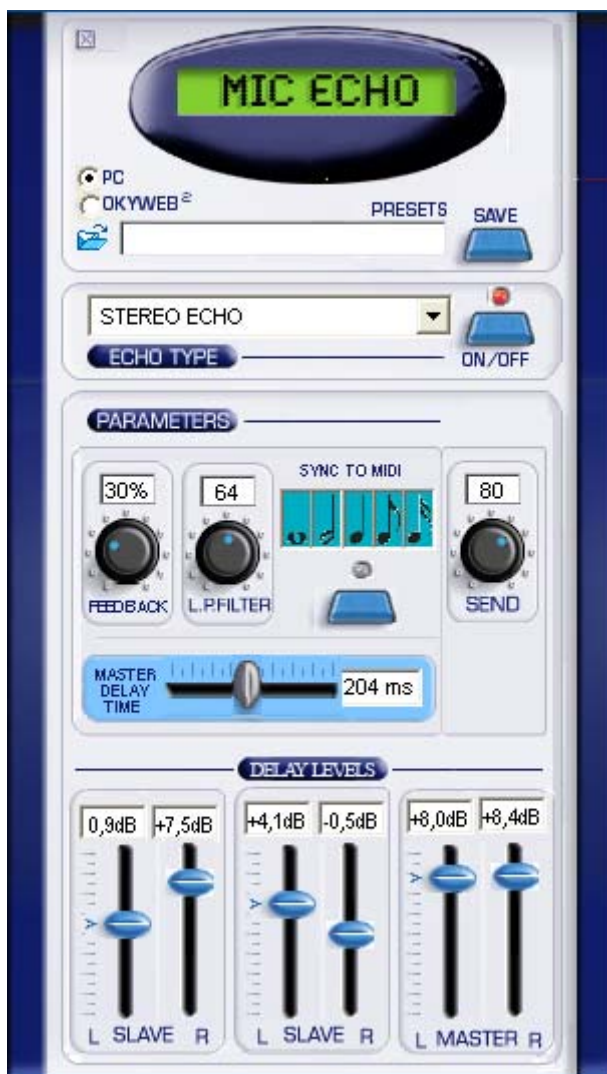 MIC ECHO
PC
OKYWEB²
PRESETS
SAVE
STEREO ECHO
ECHO TYPE
ON/OFF
PARAMETERS
SYNC TO MIDI
30%
64
80
FEEDBACK
L.P.FILTER
SEND
MASTER
DELAY
TIME
204 ms
DELAY LEVELS
0,9dB +7,5dB
+4,1dB -0,5dB
+8,0dB +8,4dB
L SLAVE R
L SLAVE R
L MASTER R